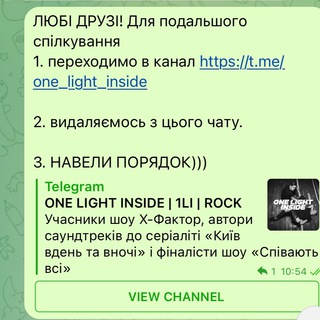 ЛЮБІ ДРУЗІ! Для подальшого
спілкування
1. переходимо в канал https://t.me/
one_light_inside
2. видаляємось з цього чату.
3. НАВЕЛИ ПОРЯДОК)))
Telegram
ONE LIGHT INSIDE | 1LI | ROCK
Учасники шоу Х-Фактор, автори
саундтреків до серіаліті «Київ
вдень та вночі» і фіналісти шоу «Співають
всі»
ONE LIGHT
INSIDE
1 10:54
VIEW CHANNEL